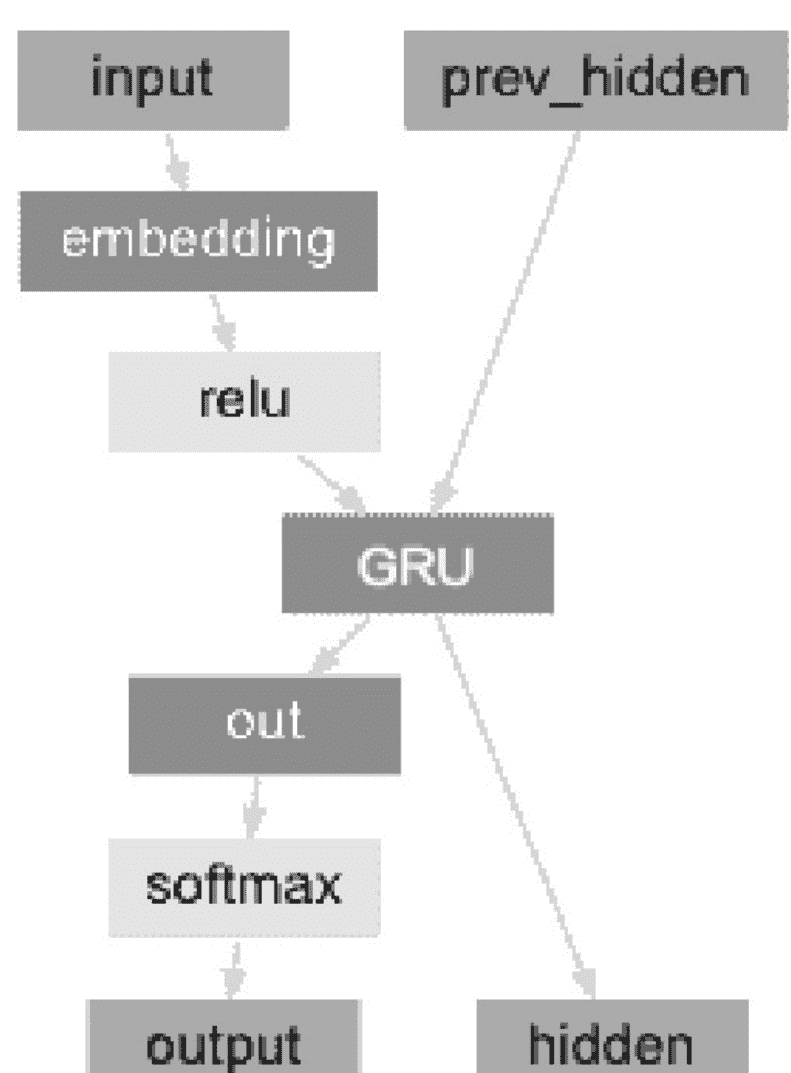 input
prev_hidden
embedding
relu
GRU
out
softmax
output
hidden